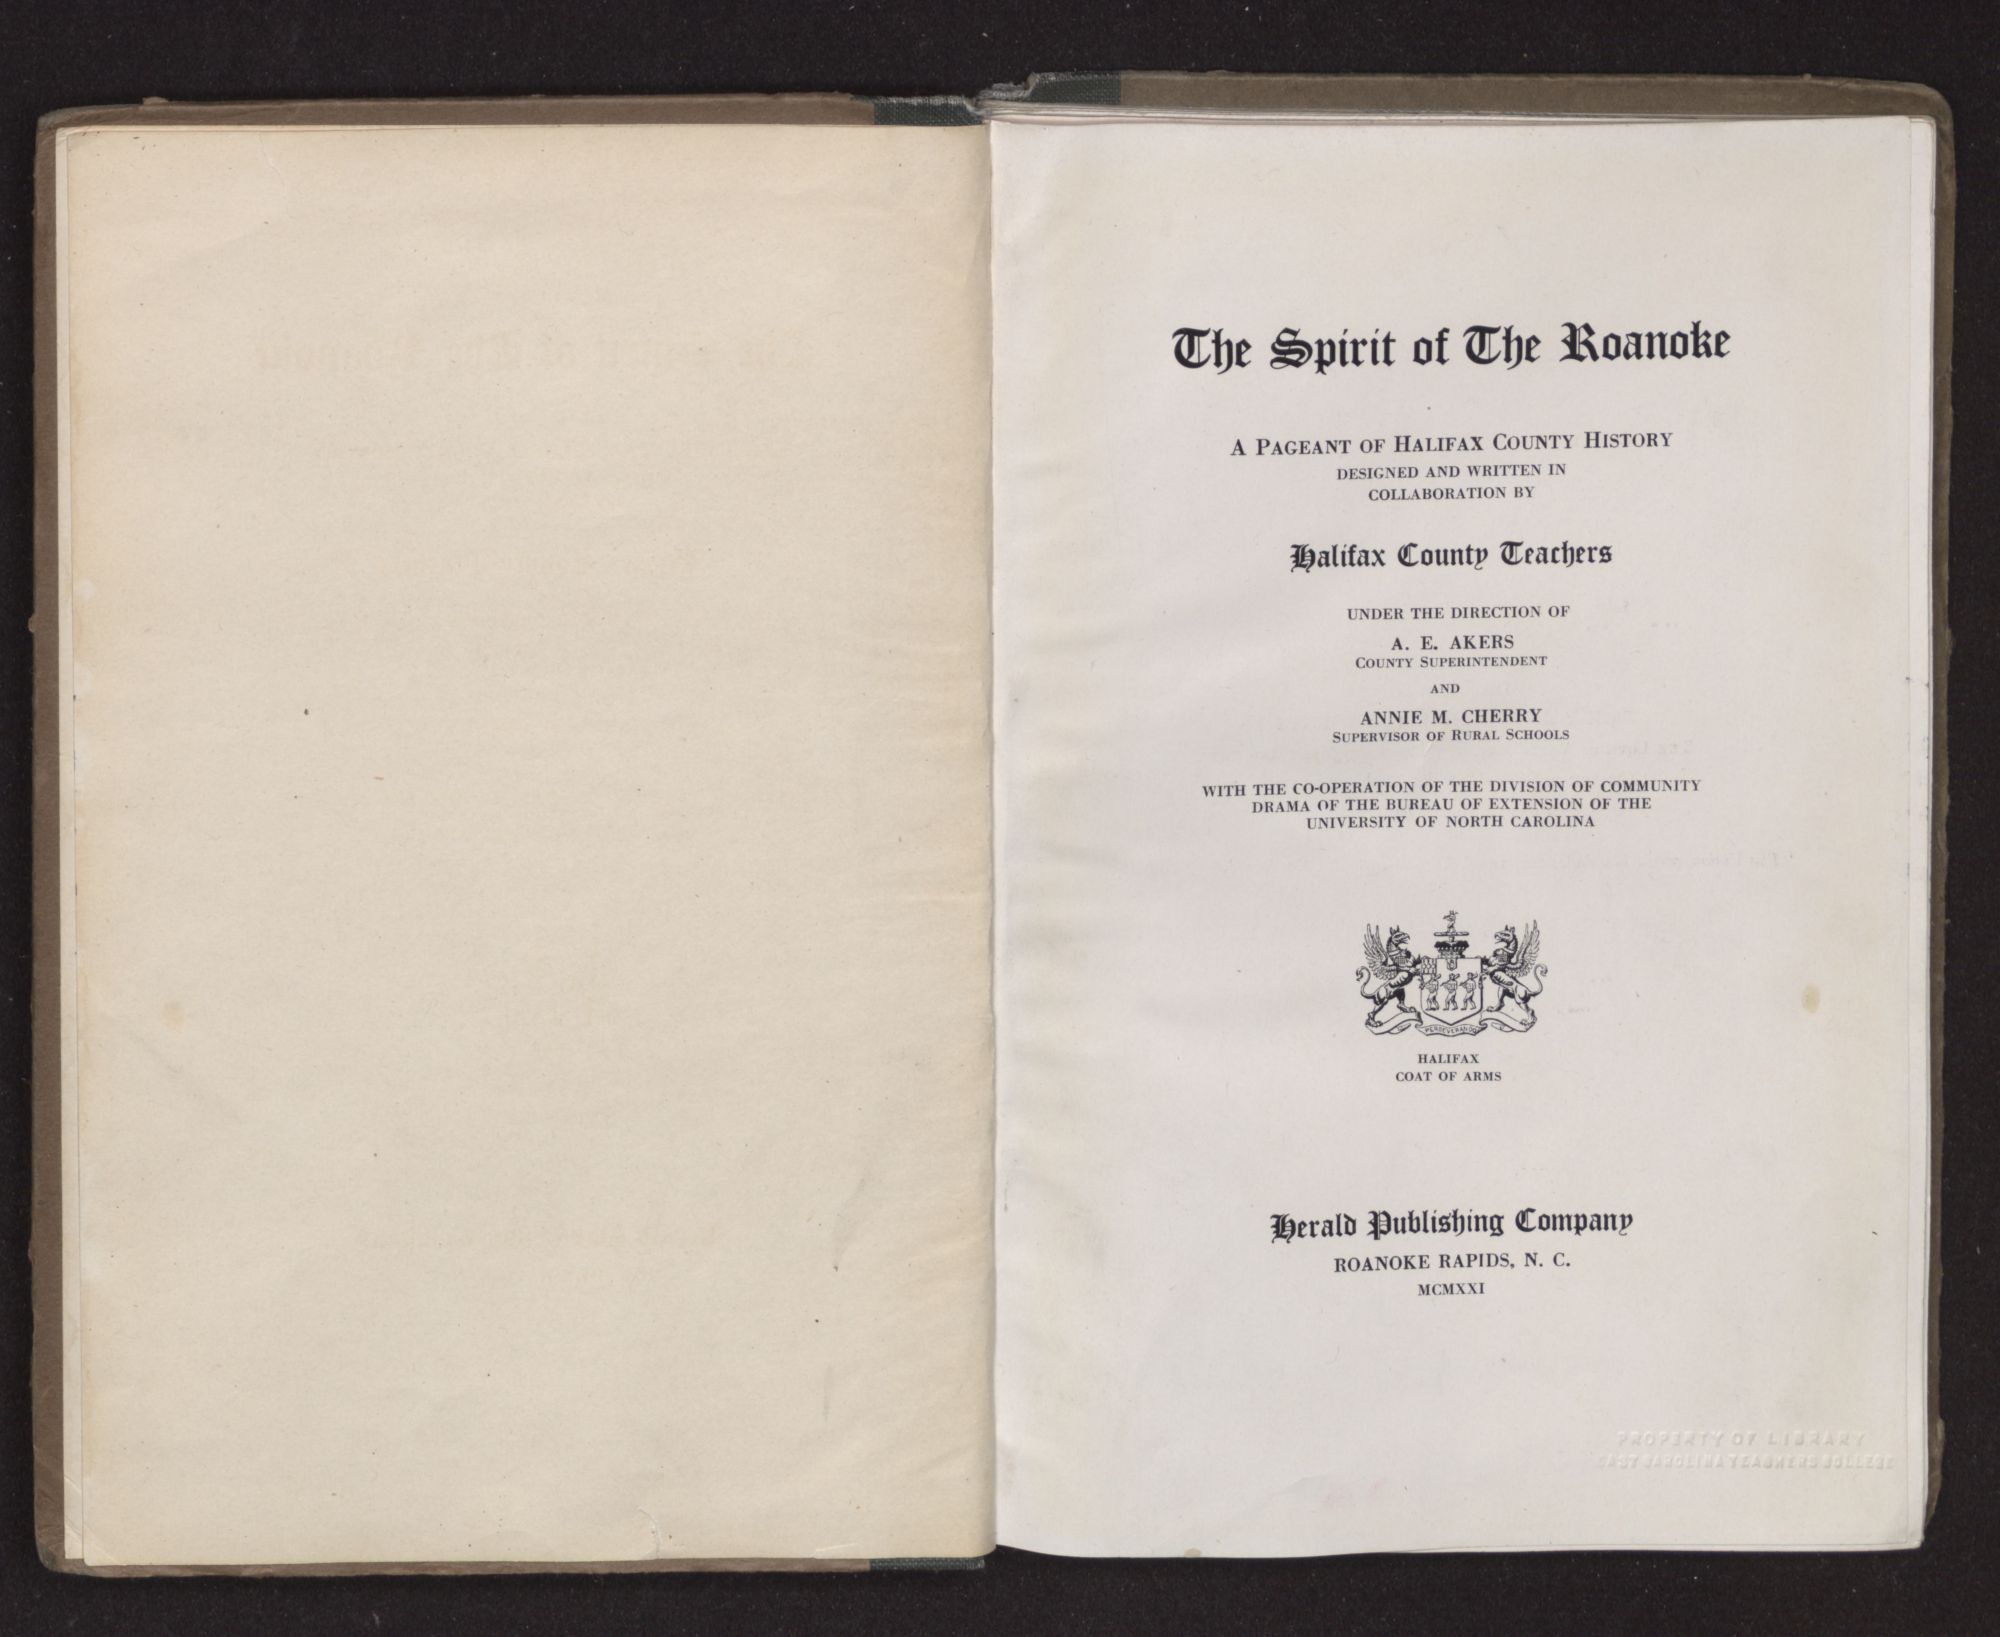 The Spirit of The Roanoke
A PAGEANT OF HALIFAX COUNTY HISTORY
DESIGNED AND WRITTEN IN
COLLABORATION BY
Halifax County Teachers
UNDER THE DIRECTION OF
A. E. AKERS
COUNTY SUPERINTENDENT
AND
ANNIE M. CHERRY
SUPERVISOR OF RURAL SCHOOLS
WITH THE CO-OPERATION OF THE DIVISION OF COMMUNITY
DRAMA OF THE BUREAU OF EXTENSION OF THE
UNIVERSITY OF NORTH CAROLINA
PERSEVERANDO
HALIFAX
COAT OF ARMS
Herald Publishing Company
ROANOKE RAPIDS, N. C.
MCMXXI
PROPERTY OF LIBRARY
EAST CAROLINA TEACHERS COLLEGE